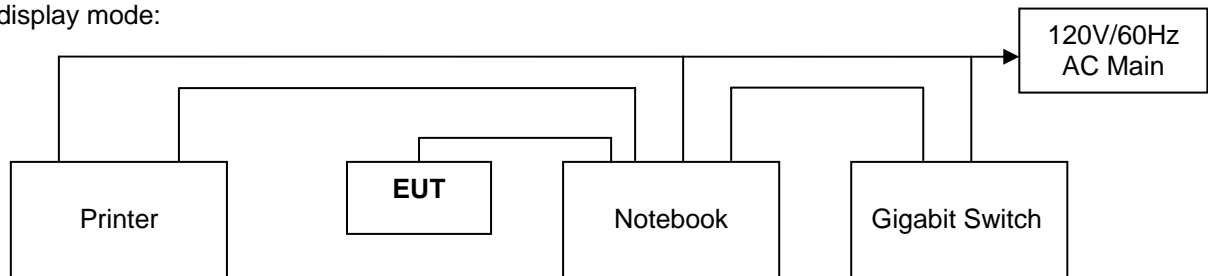 display mode:
120V/60Hz
AC Main
Printer
EUT
Notebook
Gigabit Switch